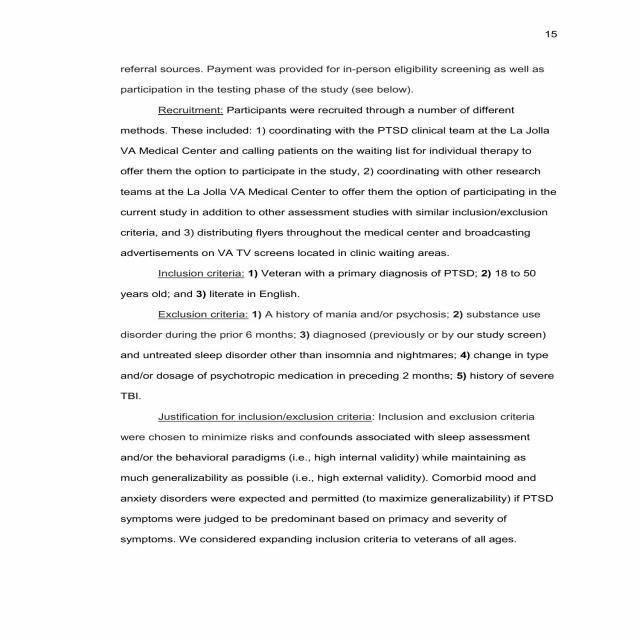 15
referral sources. Payment was provided for in-person eligibility screening as well as
participation in the testing phase of the study (see below).
Recruitment: Participants were recruited through a number of different
methods. These included: 1) coordinating with the PTSD clinical team at the La Jolla
VA Medical Center and calling patients on the waiting list for individual therapy to
offer them the option to participate in the study, 2) coordinating with other research
teams at the La Jolla VA Medical Center to offer them the option of participating in the
current study in addition to other assessment studies with similar inclusion/exclusion
criteria, and 3) distributing flyers throughout the medical center and broadcasting
advertisements on VA TV screens located in clinic waiting areas.
Inclusion criteria: 1) Veteran with a primary diagnosis of PTSD; 2) 18 to 50
years old; and 3) literate in English.
Exclusion criteria: 1) A history of mania and/or psychosis; 2) substance use
disorder during the prior 6 months; 3) diagnosed (previously or by our study screen)
and untreated sleep disorder other than insomnia and nightmares; 4) change in type
and/or dosage of psychotropic medication in preceding 2 months; 5) history of severe
TBI.
Justification for inclusion/exclusion criteria: Inclusion and exclusion criteria
were chosen to minimize risks and confounds associated with sleep assessment
and/or the behavioral paradigms (i.e., high internal validity) while maintaining as
much generalizability as possible (i.e., high external validity). Comorbid mood and
anxiety disorders were expected and permitted (to maximize generalizability) if PTSD
symptoms were judged to be predominant based on primacy and severity of
symptoms. We considered expanding inclusion criteria to veterans of all ages.